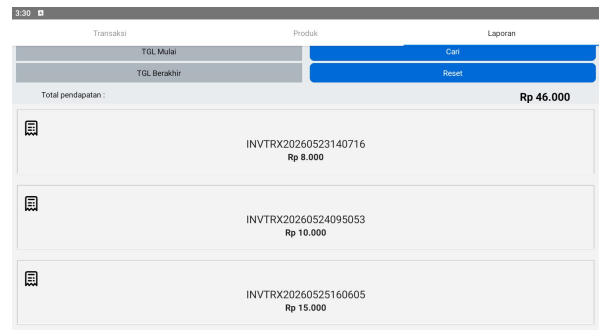 3:30
Transaksi Produk Laporan
TGL Mulai Cari
TGL Berakhir Reset
Total pendapatan : Rp 46.000
INVTRX20260523140716
Rp 8.000
INVTRX20260524095053
Rp 10.000
INVTRX20260525160605
Rp 15.000